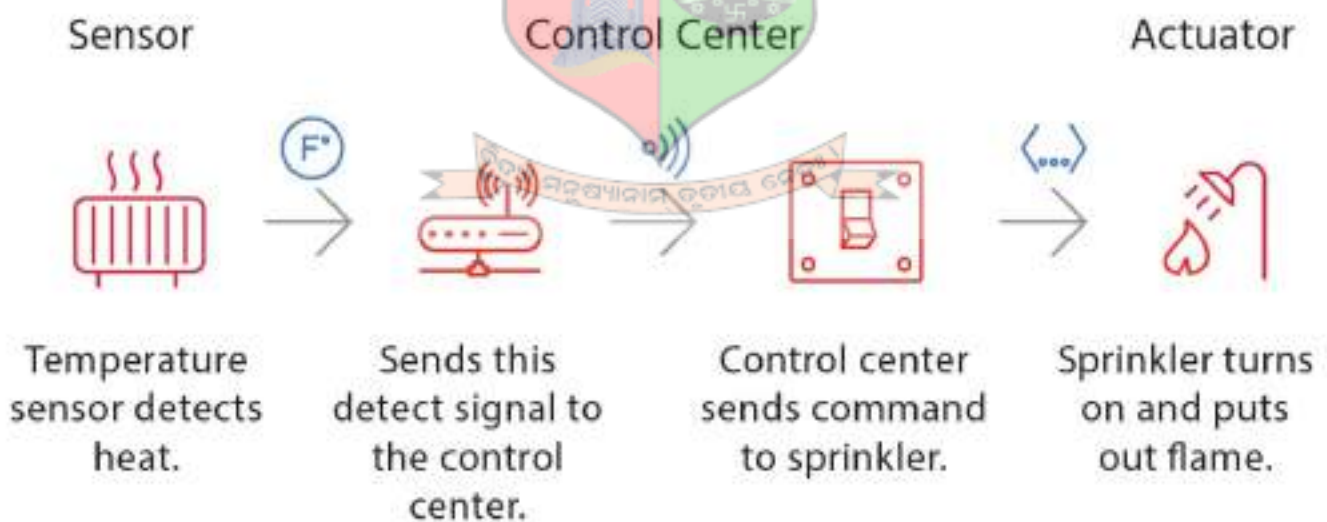 Sensor
Control Center
Actuator
F°
Temperature
sensor detects
heat.
Sends this
detect signal to
the control
center.
Control center
sends command
to sprinkler.
Sprinkler turns
on and puts
out flame.